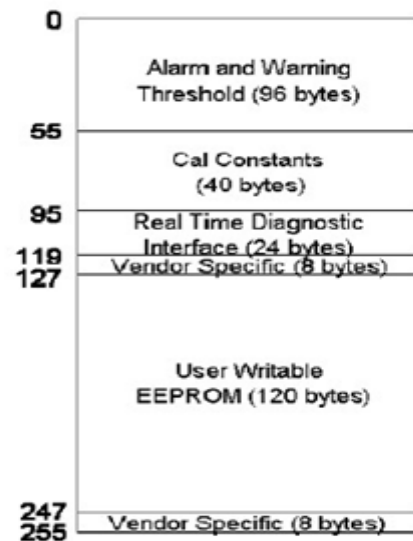 0
Alarm and Warning
Threshold (96 bytes)
55
Cal Constants
(40 bytes)
95
Real Time Diagnostic
Interface (24 bytes)
119
Vendor Specific (8 bytes)
127
User Writable
EEPROM (120 bytes)
247
Vendor Specific (8 bytes)
255